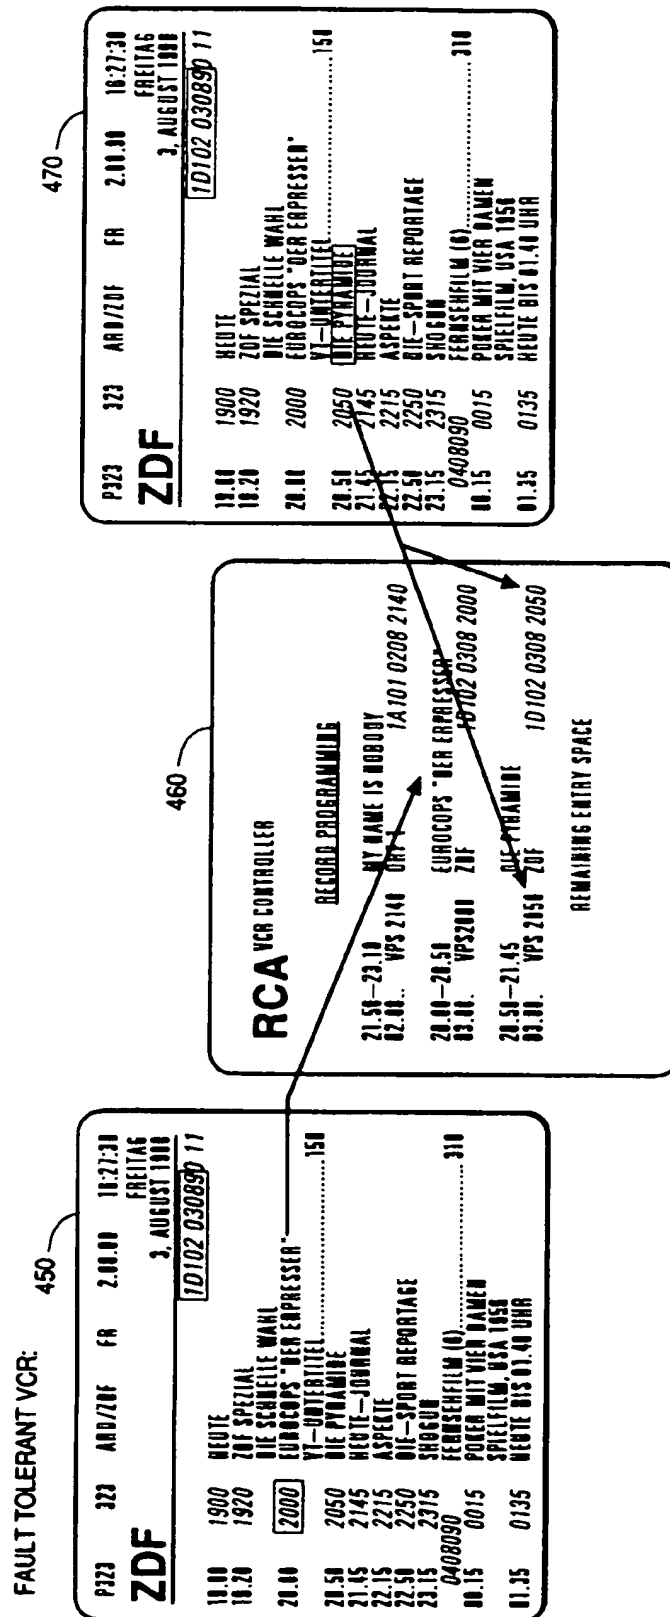 FAULT TOLERANT VCR:
450
P323 323 ARD/ZDF FR 2.08.90 16:27:30
ZDF FREITAG
3, AUGUST 1990
1D102 030890 11
19.00 1900 HEUTE
19.20 1920 ZDF SPEZIAL
DIE SCHNELLE WAHL
20.00 2000 EUROCOPS "DER ERPRESSER"
VT-UNTERTITEL 150
20.50 2050 DIE PYRAMIDE
21.45 2145 HEUTE-JOURNAL
22.15 2215 ASPEKTE
22.50 2250 DIE-SPORT REPORTAGE
23.15 2315 SHOGUN
0408090 FERNSEHFILM (6) 310
00.15 0015 POKER MIT VIER DAMEN
SPIELFILM, USA 1958
01.35 0135 HEUTE BIS 01.40 UHR
460
RCA VCR CONTROLLER
RECORD PROGRAMMING
21.50-23.10 MY NAME IS NOBODY
02.08.. VPS 2140 ORF 1 1A101 0208 2140
20.00-20.50 EUROCOPS "DER ERPRESSER"
03.08.. VPS2000 ZDF 1D102 0308 2000
20.50-21.45 DIE PYRAMIDE
03.08.. VPS 2050 ZDF 1D102 0308 2050
REMAINING ENTRY SPACE
470
P323 323 ARD/ZDF FR 2.08.90 16:27:30
ZDF FREITAG
3, AUGUST 1990
1D102 030890 11
19.00 1900 HEUTE
19.20 1920 ZDF SPEZIAL
DIE SCHNELLE WAHL
20.00 2000 EUROCOPS "DER ERPRESSER"
VT-UNTERTITEL 150
20.50 2050 DIE PYRAMIDE
21.45 2145 HEUTE-JOURNAL
22.15 2215 ASPEKTE
22.50 2250 DIE-SPORT REPORTAGE
23.15 2315 SHOGUN
0408090 FERNSEHFILM (6) 310
00.15 0015 POKER MIT VIER DAMEN
SPIELFILM, USA 1958
01.35 0135 HEUTE BIS 01.40 UHR